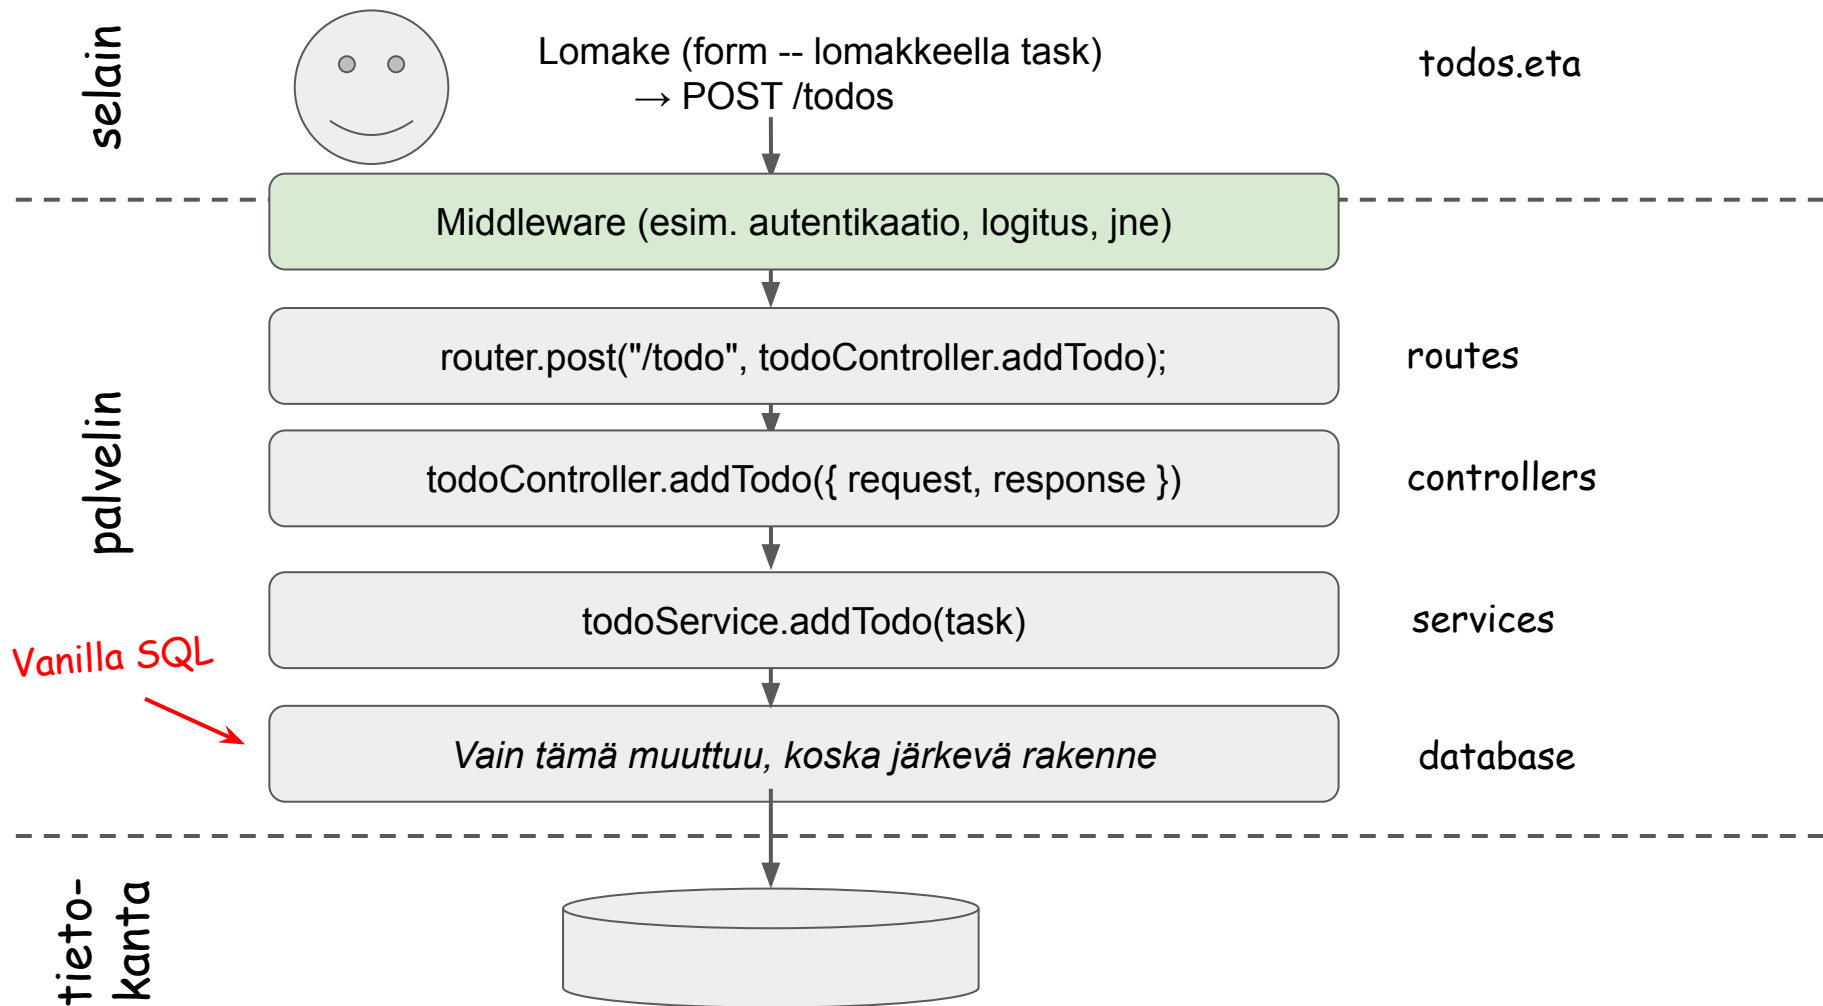 selain
Lomake (form -- lomakkeella task)
→ POST /todos
todos.eta
Middleware (esim. autentikaatio, logitus, jne)
palvelin
router.post("/todo", todoController.addTodo);
routes
todoController.addTodo({ request, response })
controllers
todoService.addTodo(task)
services
Vanilla SQL
Vain tämä muuttuu, koska järkevä rakenne
database
tieto-
kanta